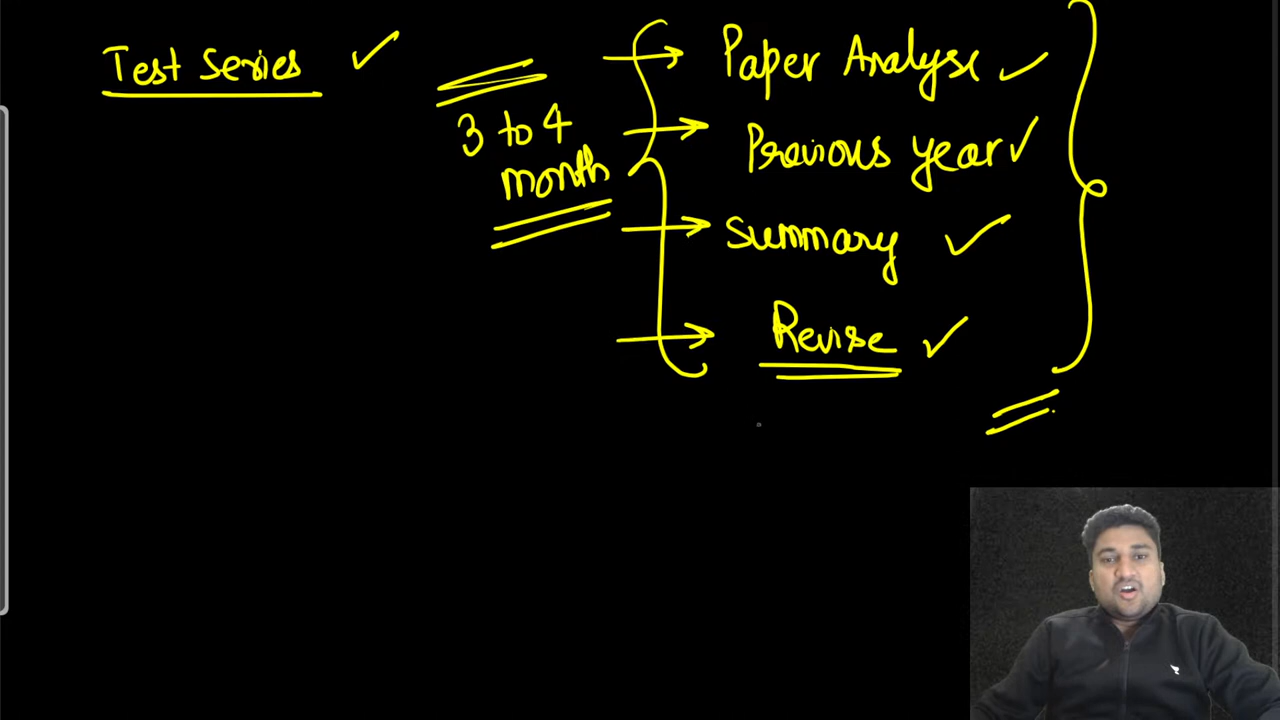 Test Series
3 to 4
month
Paper Analyse
Previous year
Summary
Revise